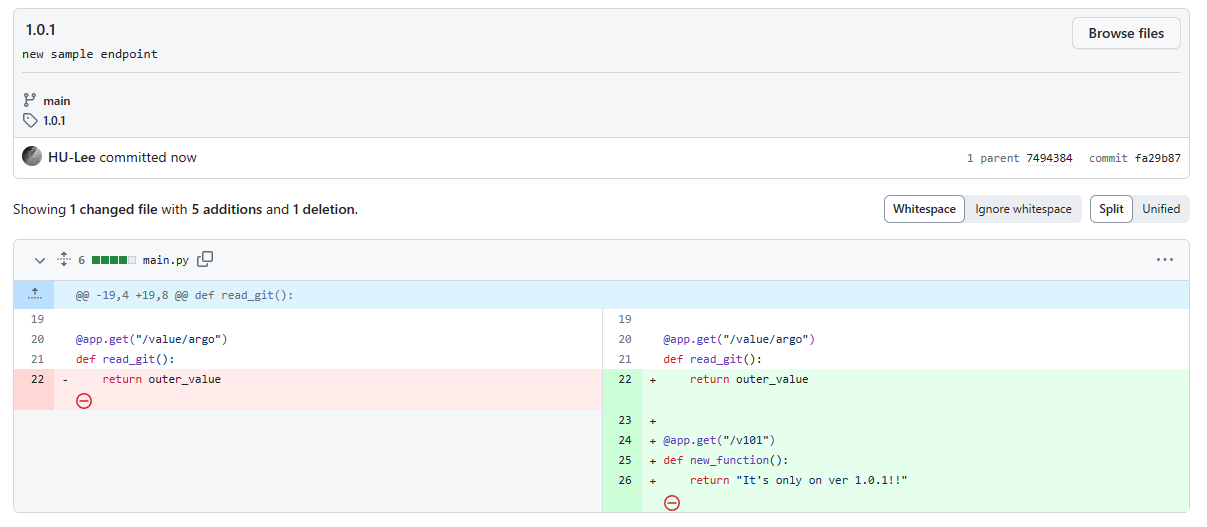 1.0.1
Browse files
new sample endpoint
main
1.0.1
HU-Lee committed now
1 parent 7494384 commit fa29b87
Showing 1 changed file with 5 additions and 1 deletion.
Whitespace Ignore whitespace Split Unified
6 main.py
@@ -19,4 +19,8 @@ def read_git():
19
20 @app.get("/value/argo")
21 def read_git():
22 - return outer_value
19
20 @app.get("/value/argo")
21 def read_git():
22 + return outer_value
23 +
24 + @app.get("/v101")
25 + def new_function():
26 + return "It's only on ver 1.0.1!!"